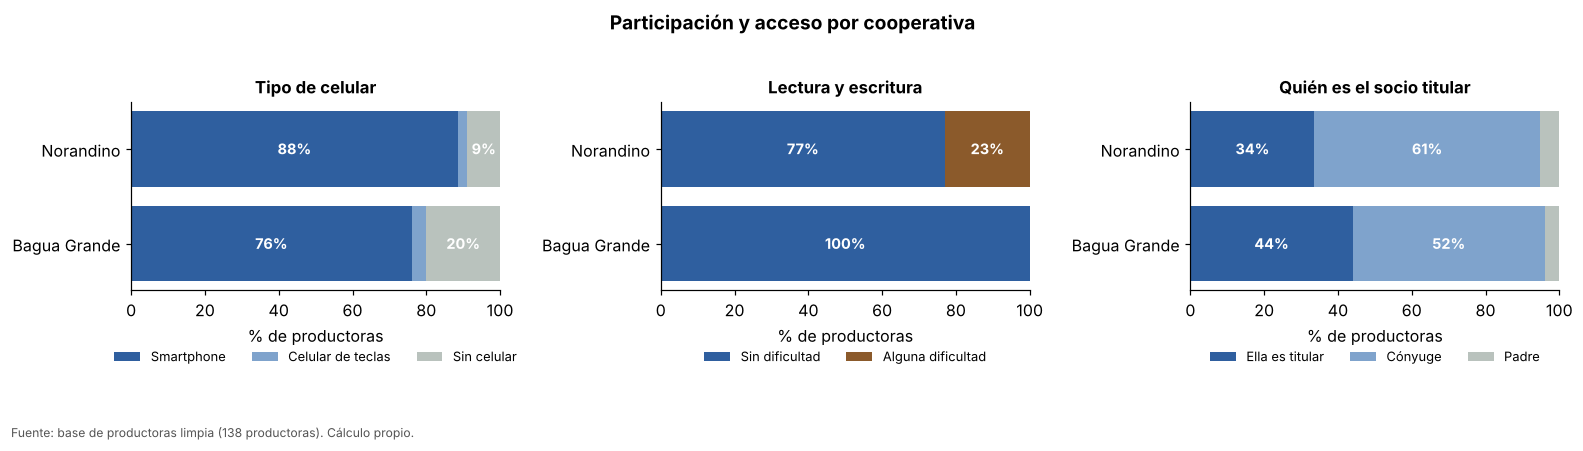 Participación y acceso por cooperativa
Tipo de celular
Norandino
88%
9%
Bagua Grande
76%
20%
0 20 40 60 80 100
% de productoras
Smartphone Celular de teclas Sin celular
Lectura y escritura
Norandino
77%
23%
Bagua Grande
100%
0 20 40 60 80 100
% de productoras
Sin dificultad Alguna dificultad
Quién es el socio titular
Norandino
34%
61%
Bagua Grande
44%
52%
0 20 40 60 80 100
% de productoras
Ella es titular Cónyuge Padre
Fuente: base de productoras limpia (138 productoras). Cálculo propio.